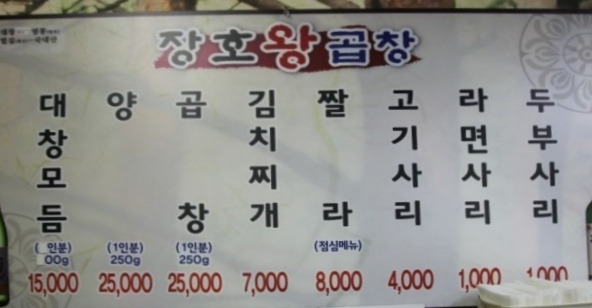 장호왕곱창
대창모듬
(1인분)
00g
15,000
양
(1인분)
250g
25,000
곱창
(1인분)
250g
25,000
김치찌개
7,000
짤라
(점심메뉴)
8,000
고기사리
4,000
라면사리
1,000
두부사리
1,000